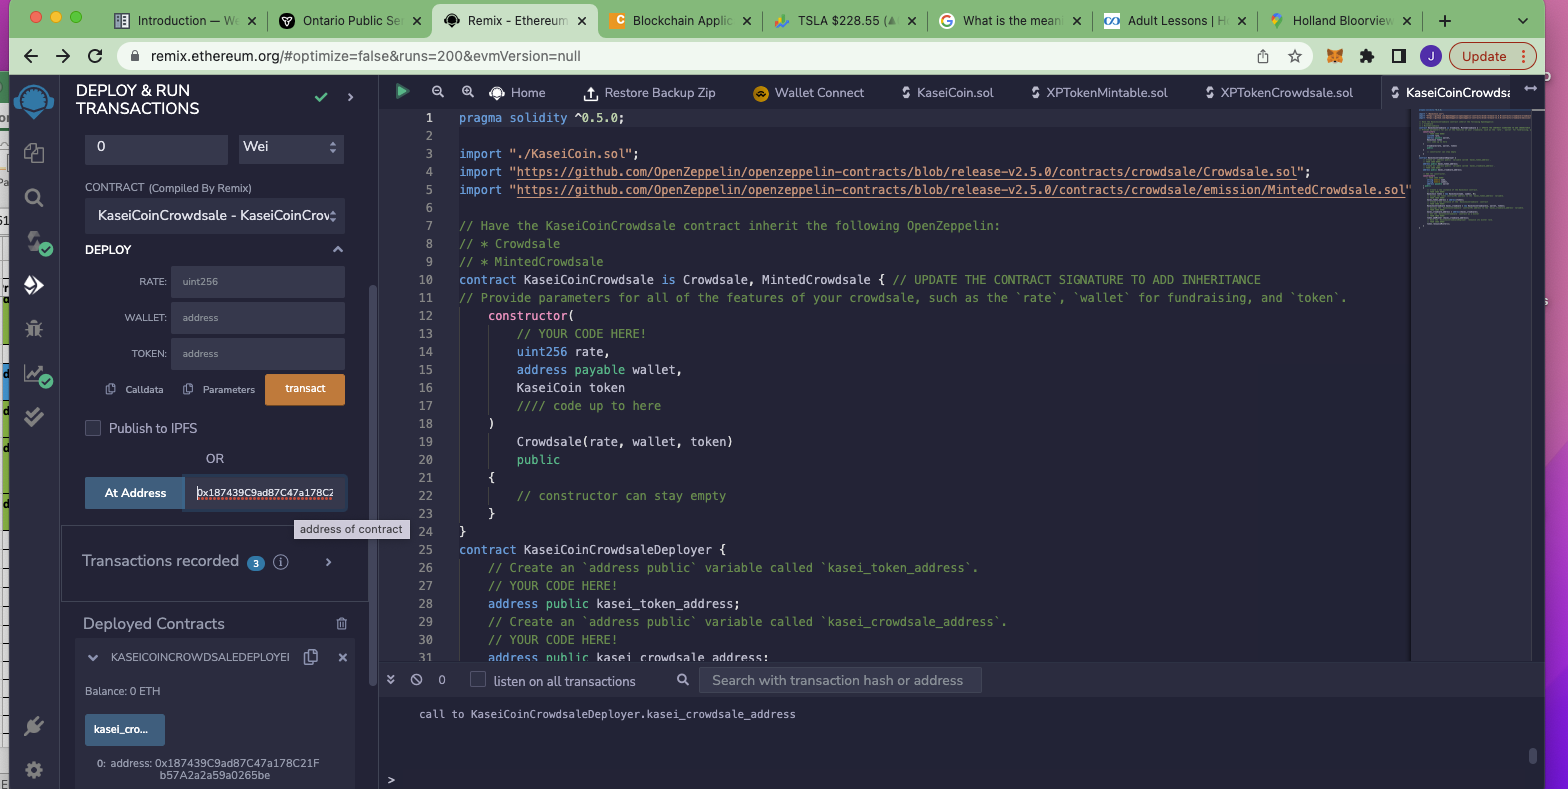 Introduction — We
Ontario Public Se
Remix - Ethereum
Blockchain Applic
TSLA $228.55
What is the mean
Adult Lessons | H
Holland Bloorview
remix.ethereum.org/#optimize=false&runs=200&evmVersion=null
J
Update
DEPLOY & RUN
TRANSACTIONS
0
Wei
CONTRACT (Compiled By Remix)
KaseiCoinCrowdsale - KaseiCoinCrow
DEPLOY
RATE: uint256
WALLET: address
TOKEN: address
Calldata
Parameters
transact
Publish to IPFS
OR
At Address
0x187439C9ad87C47a178C2
address of contract
Transactions recorded 3 i
Deployed Contracts
KASEICOINCROWDSALEDEPLOYEI
Balance: 0 ETH
kasei_cro...
0: address: 0x187439C9ad87C47a178C21F
b57A2a2a59a0265be
Home
Restore Backup Zip
Wallet Connect
KaseiCoin.sol
XPTokenMintable.sol
XPTokenCrowdsale.sol
KaseiCoinCrowdsa
1 pragma solidity ^0.5.0;
2
3 import "./KaseiCoin.sol";
4 import "https://github.com/OpenZeppelin/openzeppelin-contracts/blob/release-v2.5.0/contracts/crowdsale/Crowdsale.sol";
5 import "https://github.com/OpenZeppelin/openzeppelin-contracts/blob/release-v2.5.0/contracts/crowdsale/emission/MintedCrowdsale.sol"
6
7 // Have the KaseiCoinCrowdsale contract inherit the following OpenZeppelin:
8 // * Crowdsale
9 // * MintedCrowdsale
10 contract KaseiCoinCrowdsale is Crowdsale, MintedCrowdsale { // UPDATE THE CONTRACT SIGNATURE TO ADD INHERITANCE
11 // Provide parameters for all of the features of your crowdsale, such as the `rate`, `wallet` for fundraising, and `token`.
12 constructor(
13 // YOUR CODE HERE!
14 uint256 rate,
15 address payable wallet,
16 KaseiCoin token
17 //// code up to here
18 )
19 Crowdsale(rate, wallet, token)
20 public
21 {
22 // constructor can stay empty
23 }
24 }
25 contract KaseiCoinCrowdsaleDeployer {
26 // Create an `address public` variable called `kasei_token_address`.
27 // YOUR CODE HERE!
28 address public kasei_token_address;
29 // Create an `address public` variable called `kasei_crowdsale_address`.
30 // YOUR CODE HERE!
31 address public kasei_crowdsale_address;
0
listen on all transactions
Search with transaction hash or address
call to KaseiCoinCrowdsaleDeployer.kasei_crowdsale_address
>